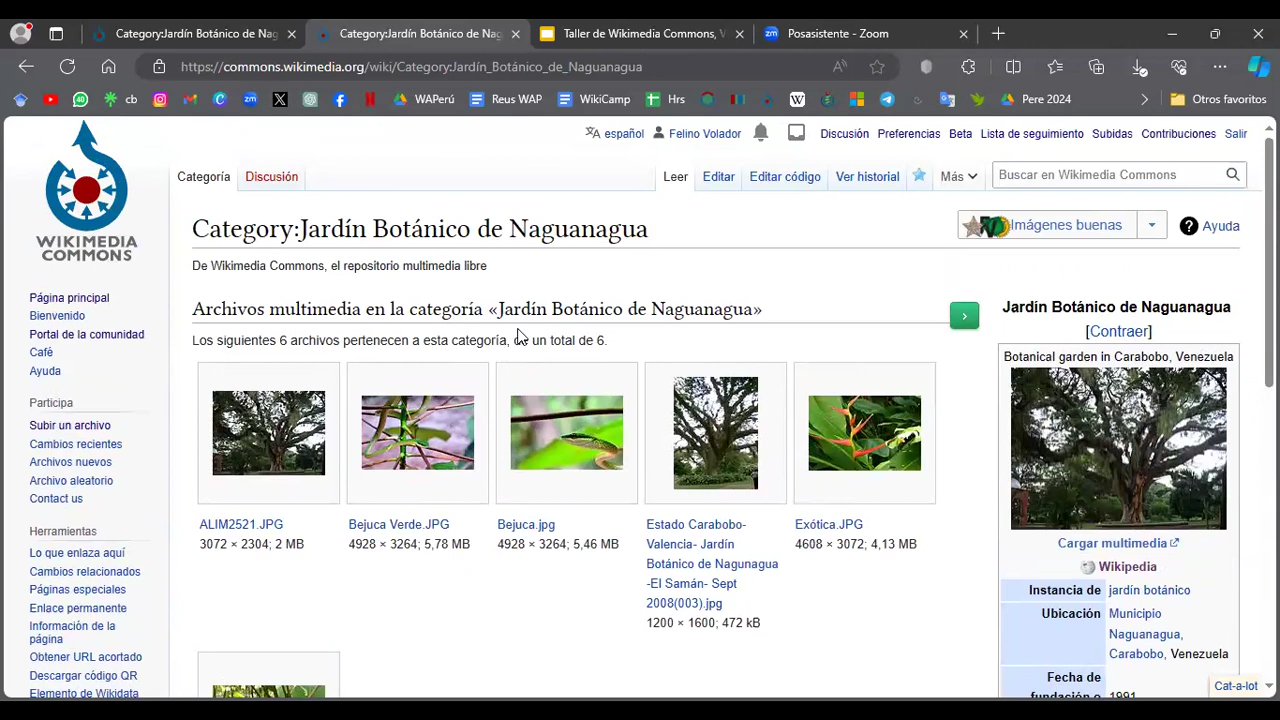 Category:Jardín Botánico de Nag
Category:Jardín Botánico de Nag
Taller de Wikimedia Commons, V
Posasistente - Zoom
https://commons.wikimedia.org/wiki/Category:Jardín_Botánico_de_Naguanagua
cb
WAPerú
Reus WAP
WikiCamp
Hrs
Pere 2024
Otros favoritos
español
Felino Volador
Discusión
Preferencias
Beta
Lista de seguimiento
Subidas
Contribuciones
Salir
Categoría
Discusión
Leer
Editar
Editar código
Ver historial
Más
Buscar en Wikimedia Commons
WIKIMEDIA
COMMONS
Category:Jardín Botánico de Naguanagua
Imágenes buenas
Ayuda
De Wikimedia Commons, el repositorio multimedia libre
Página principal
Bienvenido
Portal de la comunidad
Café
Ayuda
Participa
Subir un archivo
Cambios recientes
Archivos nuevos
Archivo aleatorio
Contact us
Herramientas
Lo que enlaza aquí
Cambios relacionados
Páginas especiales
Enlace permanente
Información de la
página
Obtener URL acortado
Descargar código QR
Elemento de Wikidata
Archivos multimedia en la categoría «Jardín Botánico de Naguanagua»
Los siguientes 6 archivos pertenecen a esta categoría, un total de 6.
ALIM2521.JPG
3072 × 2304; 2 MB
Bejuca Verde.JPG
4928 × 3264; 5,78 MB
Bejuca.jpg
4928 × 3264; 5,46 MB
Estado Carabobo-
Valencia- Jardín
Botánico de Nagunagua
-El Samán- Sept
2008(003).jpg
1200 × 1600; 472 kB
Exótica.JPG
4608 × 3072; 4,13 MB
Jardín Botánico de Naguanagua
[Contraer]
Botanical garden in Carabobo, Venezuela
Cargar multimedia
Wikipedia
Instancia de jardín botánico
Ubicación Municipio
Naguanagua,
Carabobo, Venezuela
Fecha de
fundación o 1991
Cat-a-lot